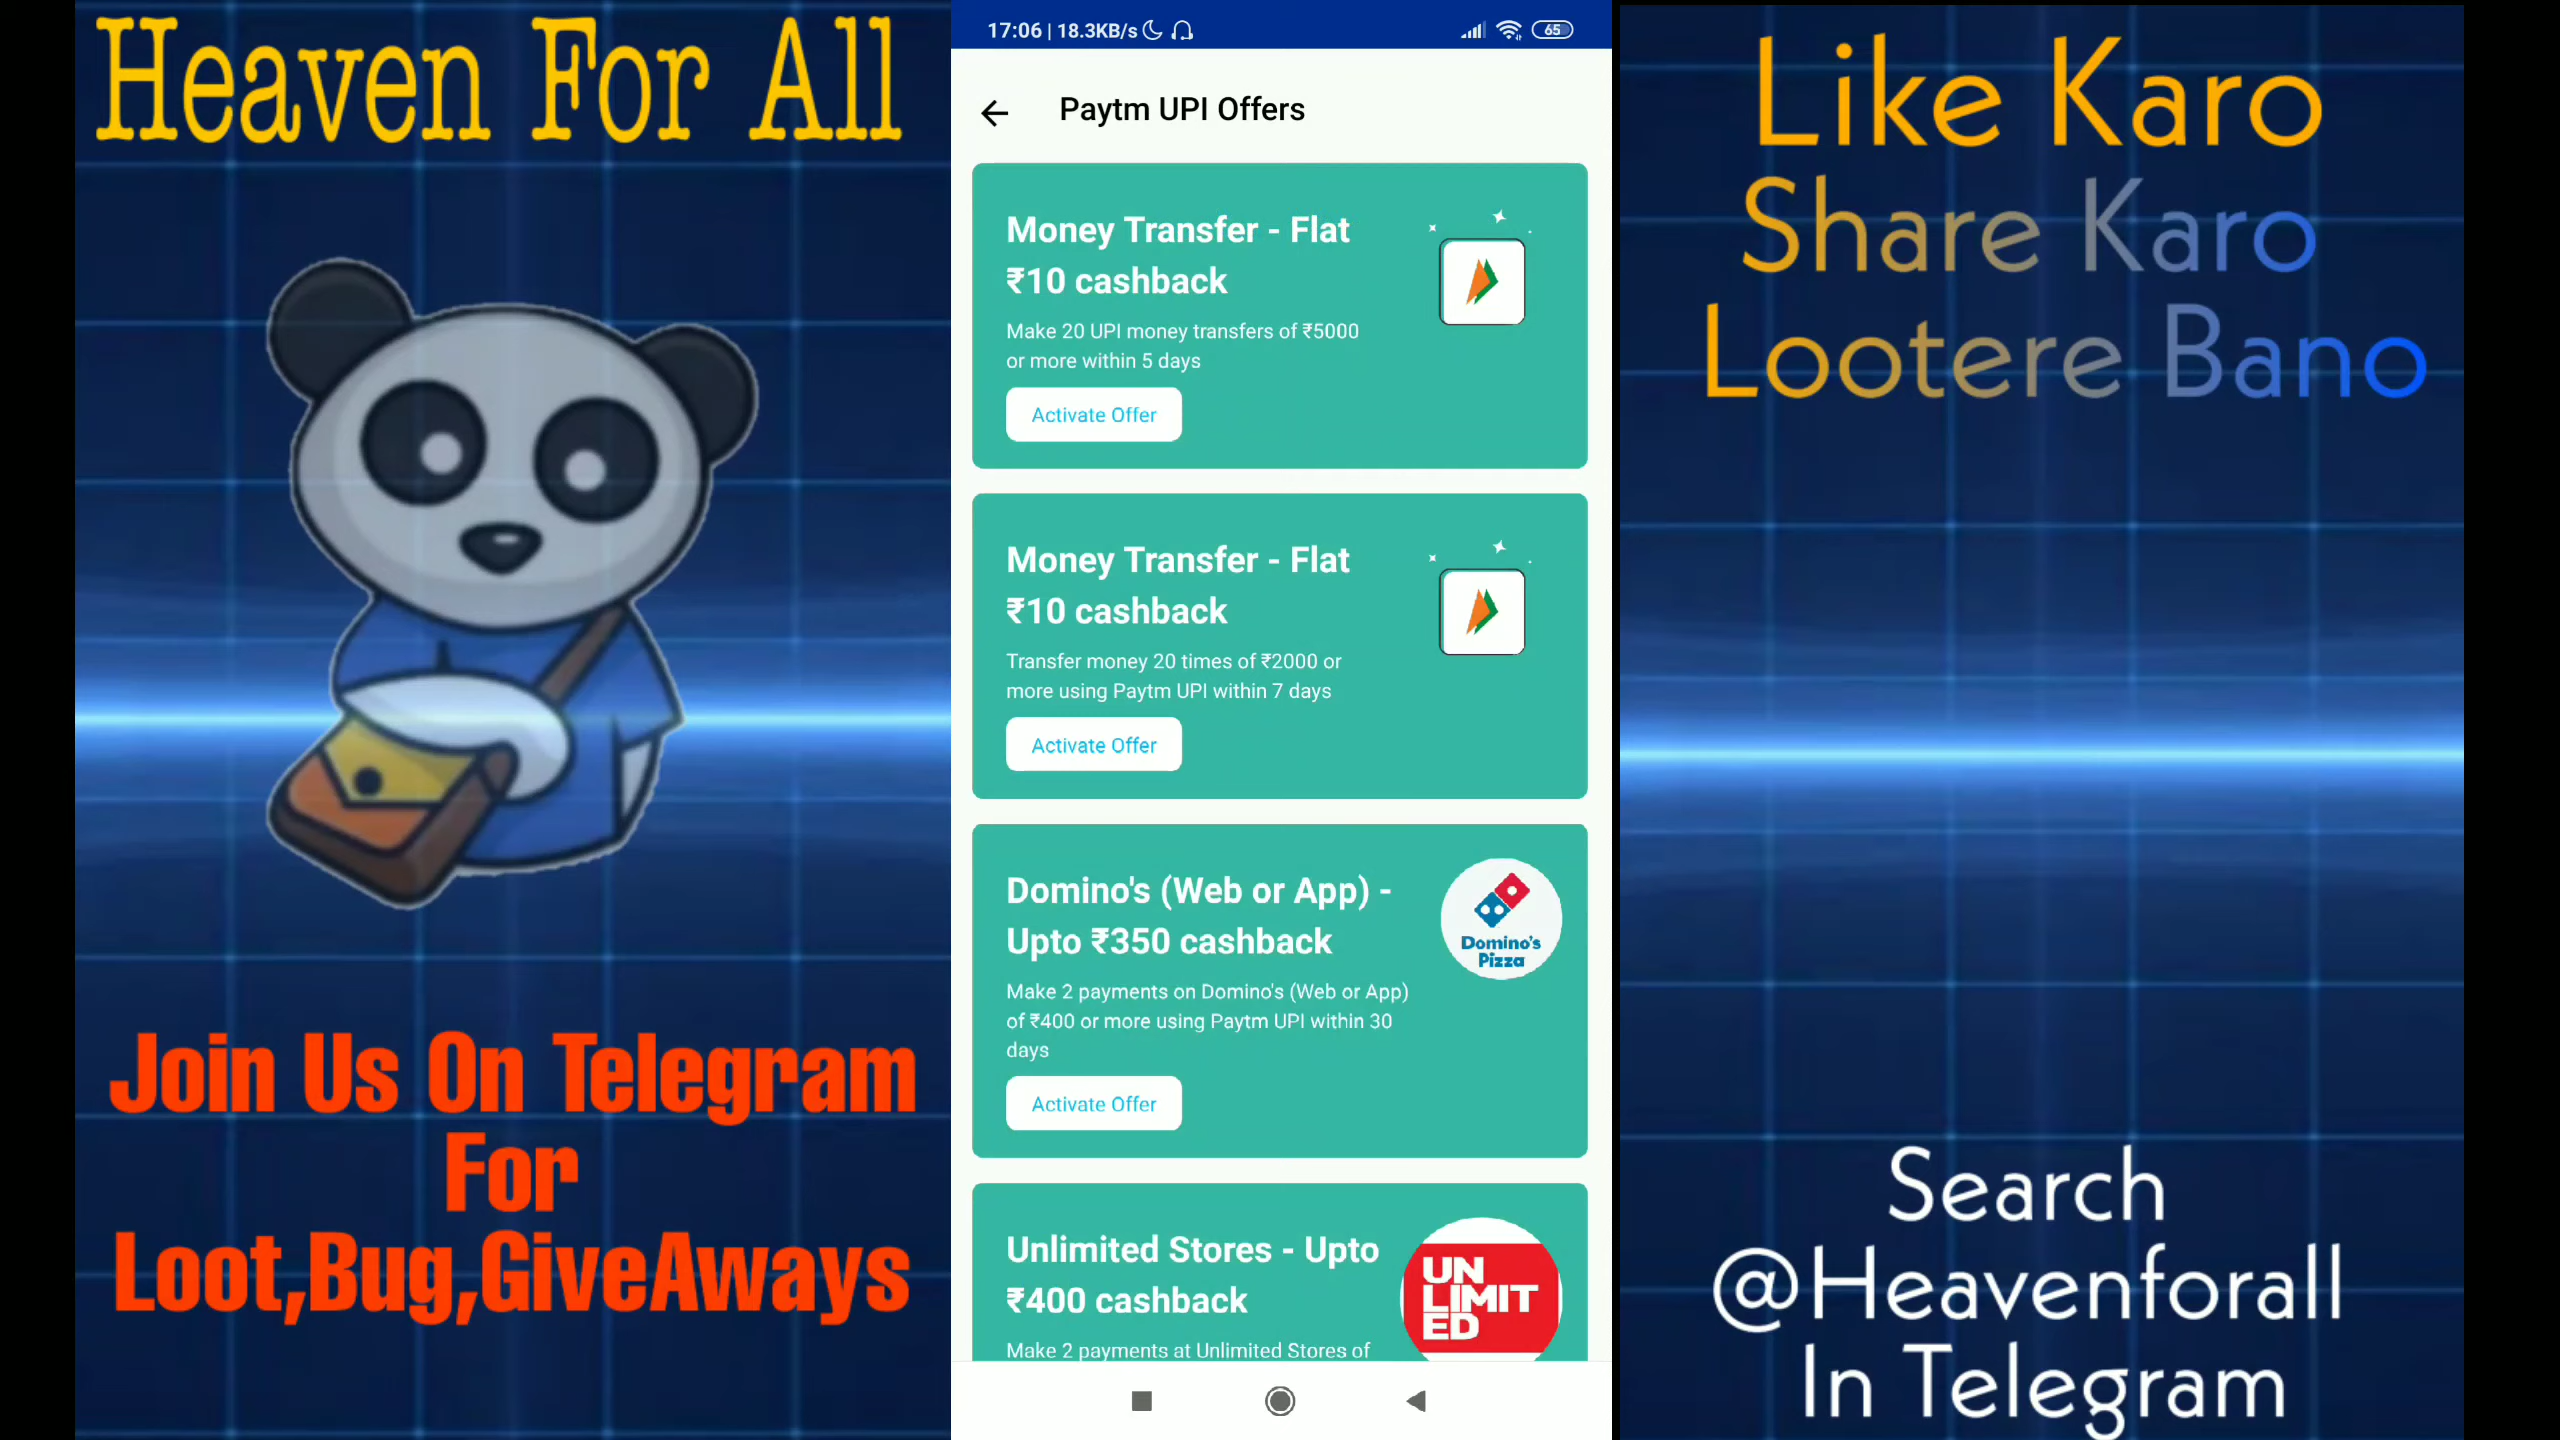 Heaven For All
Join Us On Telegram
For
Loot,Bug,GiveAways
17:06 | 18.3KB/s
65
Paytm UPI Offers
Money Transfer - Flat
₹10 cashback
Make 20 UPI money transfers of ₹5000
or more within 5 days
Activate Offer
Money Transfer - Flat
₹10 cashback
Transfer money 20 times of ₹2000 or
more using Paytm UPI within 7 days
Activate Offer
Domino's (Web or App) -
Upto ₹350 cashback
Make 2 payments on Domino's (Web or App)
of ₹400 or more using Paytm UPI within 30
days
Activate Offer
Domino's
Pizza
Unlimited Stores - Upto
₹400 cashback
Make 2 payments at Unlimited Stores of
UN
LIMIT
ED
Like Karo
Share Karo
Lootere Bano
Search
@Heavenforall
In Telegram